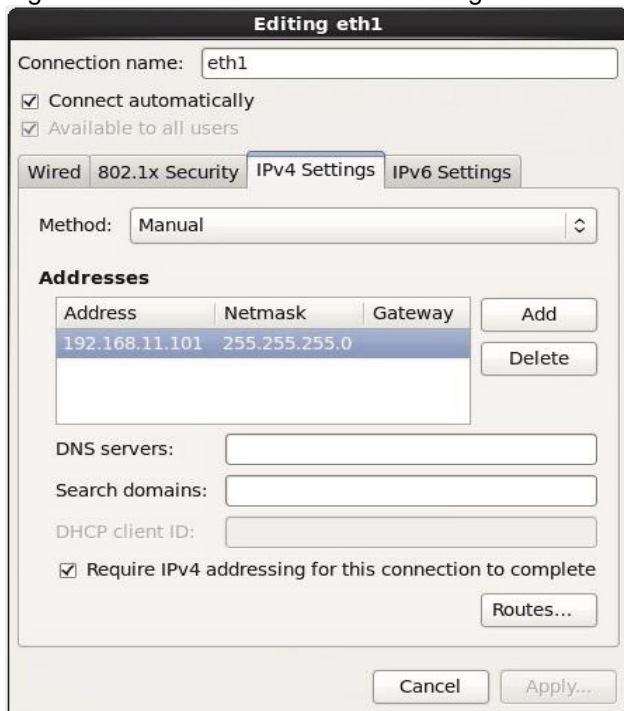 Editing eth1
Connection name: eth1
Connect automatically
Available to all users
Wired 802.1x Security IPv4 Settings IPv6 Settings
Method: Manual
Addresses
Address Netmask Gateway Add
192.168.11.101 255.255.255.0
Delete
DNS servers:
Search domains:
DHCP client ID:
Require IPv4 addressing for this connection to complete
Routes...
Cancel Apply...